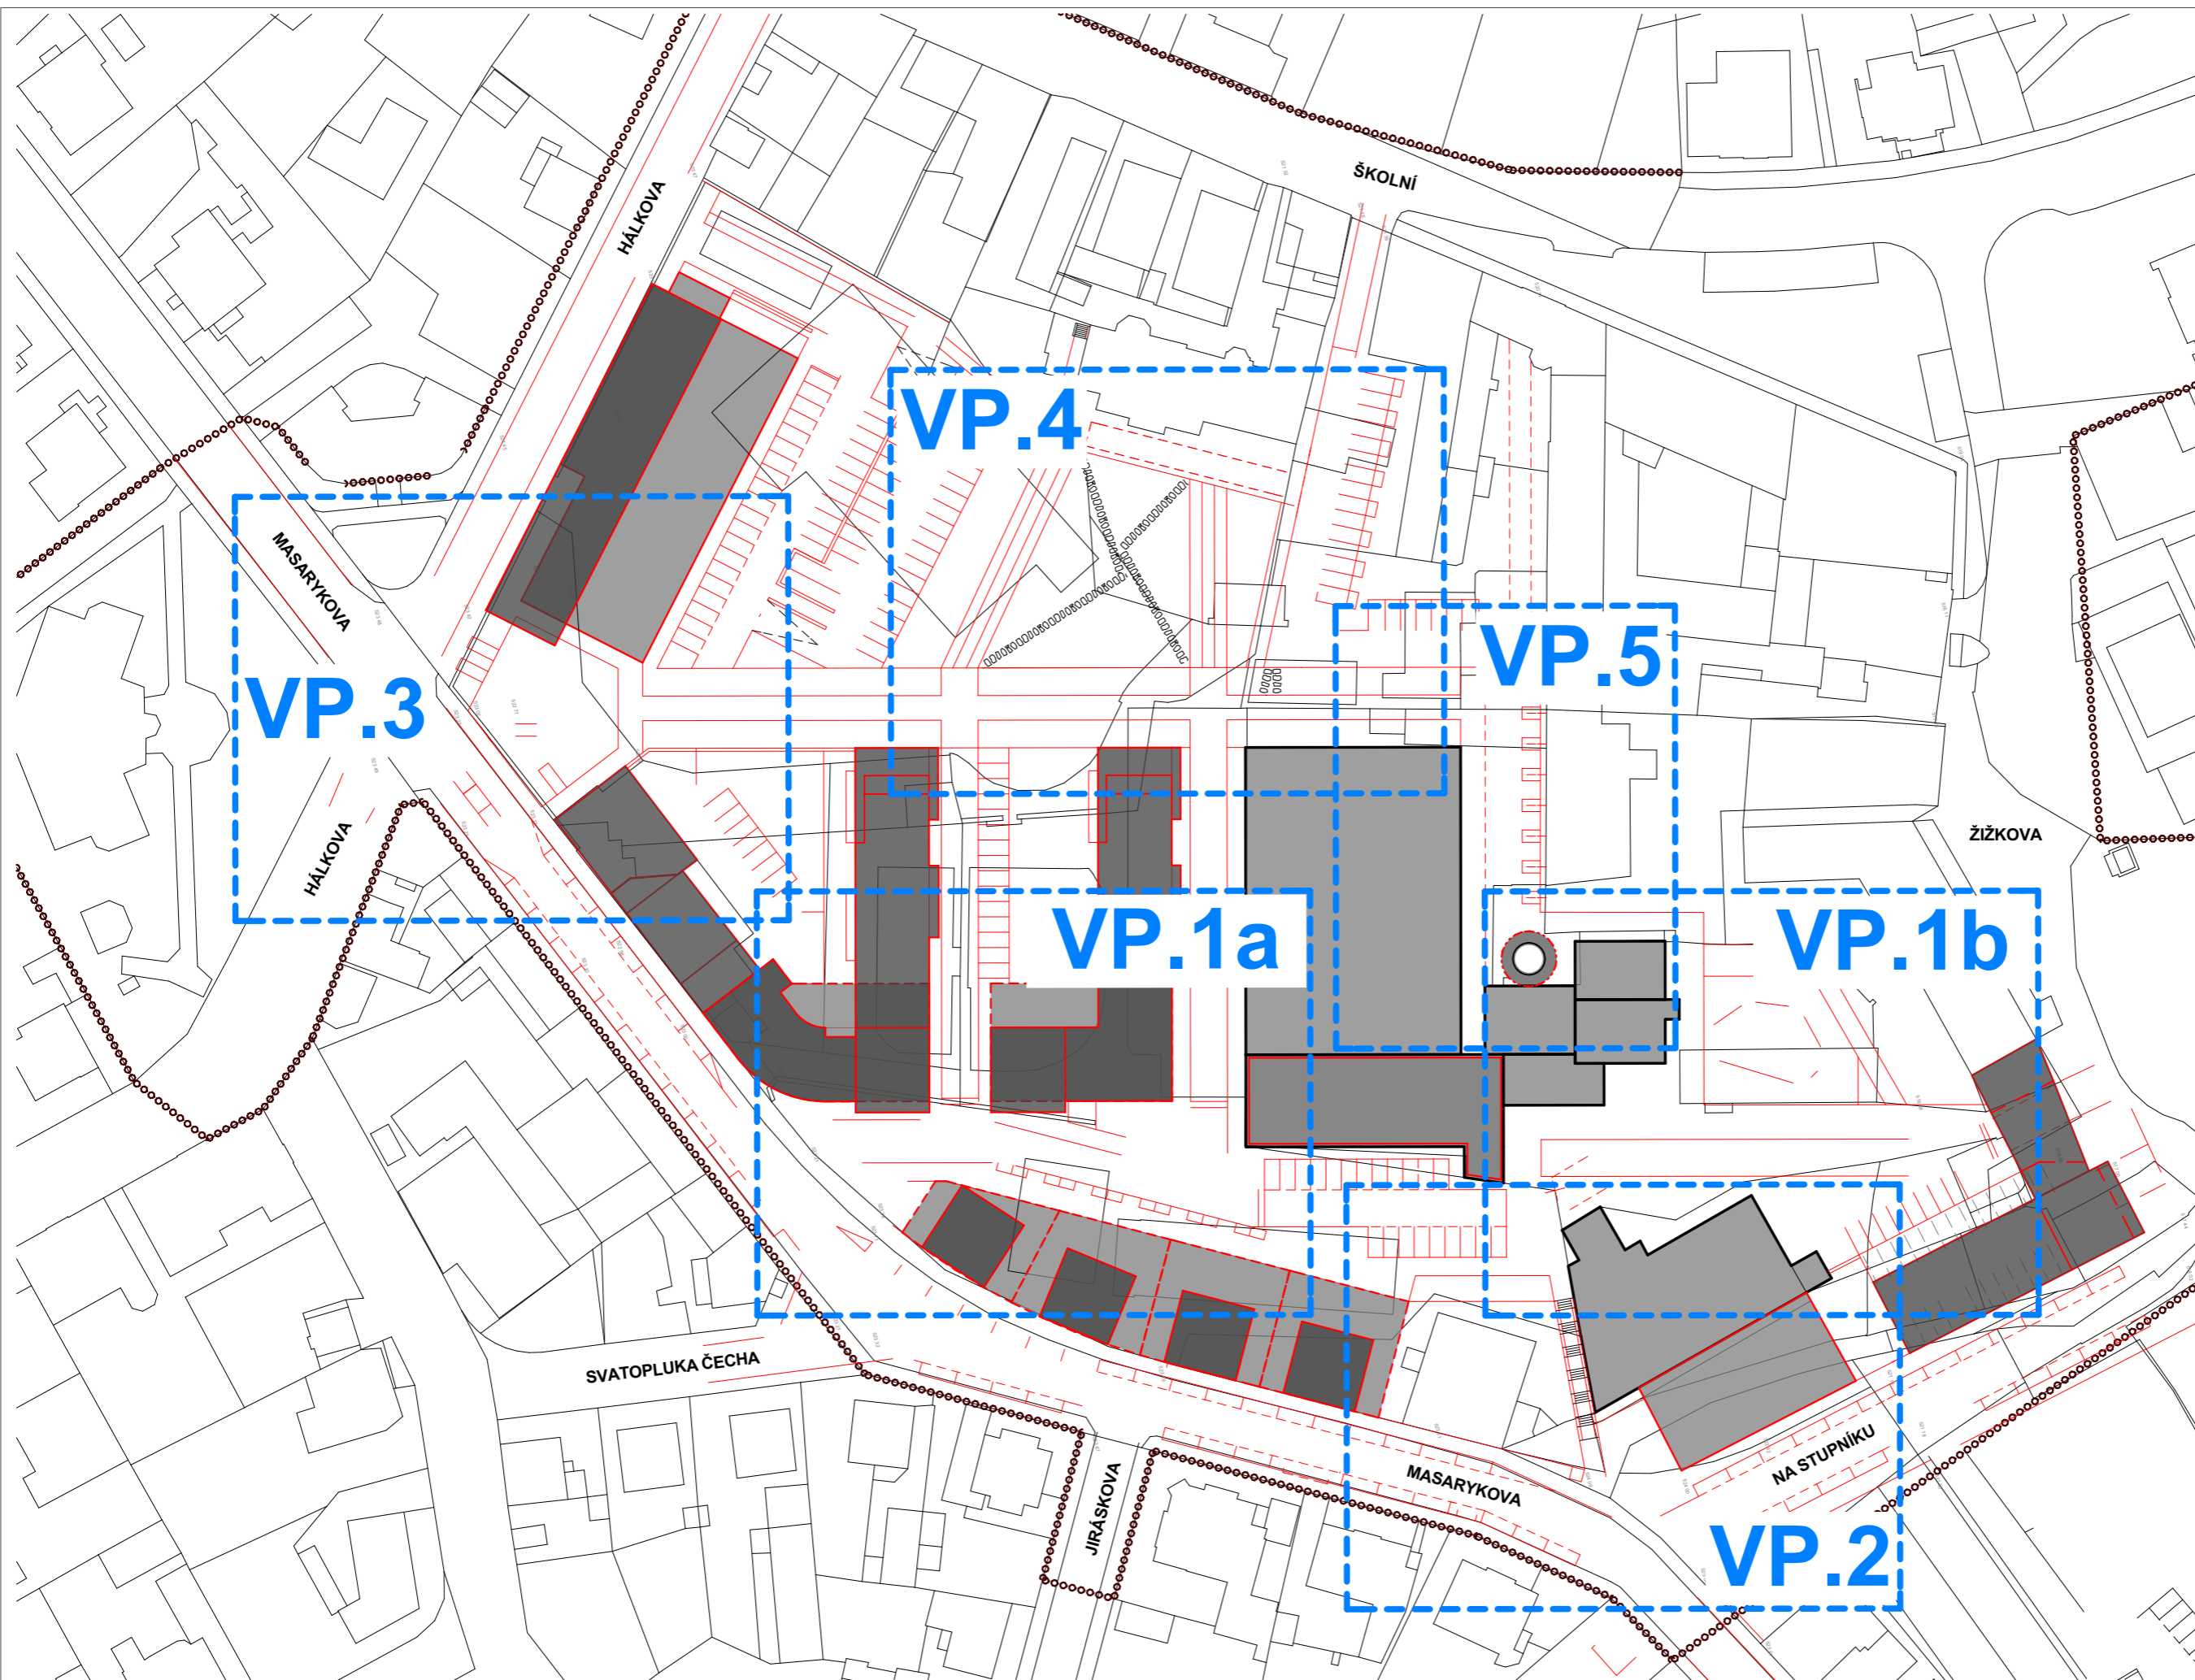 ŠKOLNÍ
HÁLKOVA
VP.4
MASARYKOVA
VP.5
VP.3
ŽIŽKOVA
HÁLKOVA
VP.1a
VP.1b
SVATOPLUKA ČECHA
NA STUPNÍKU
MASARYKOVA
JIRÁSKOVA
VP.2